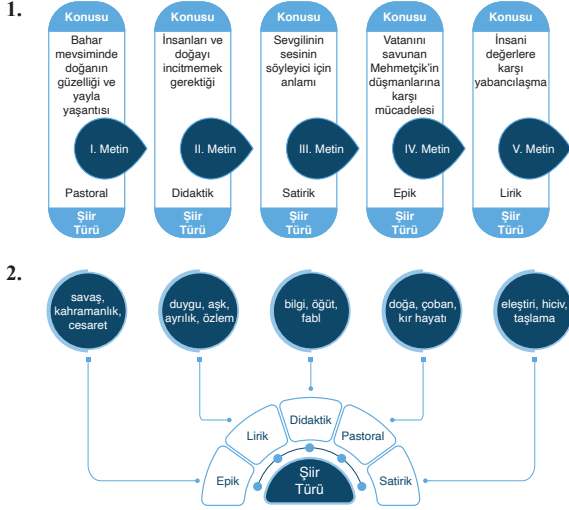 1.
Konusu
Bahar
mevsiminde
doğanın
güzelliği ve
yayla
yaşantısı
I. Metin
Pastoral
Şiir
Türü
Konusu
İnsanları ve
doğayı
incitmemek
gerektiği
II. Metin
Didaktik
Şiir
Türü
Konusu
Sevgilinin
sesinin
söyleyici için
anlamı
III. Metin
Satirik
Şiir
Türü
Konusu
Vatanını
savunan
Mehmetçik'in
düşmanlarına
karşı
mücadelesi
IV. Metin
Epik
Şiir
Türü
Konusu
İnsani
değerlere
karşı
yabancılaşma
V. Metin
Lirik
Şiir
Türü
2.
savaş,
kahramanlık,
cesaret
duygu, aşk,
ayrılık, özlem
bilgi, öğüt,
fabl
doğa, çoban,
kır hayatı
eleştiri, hiciv,
taşlama
Epik
Lirik
Didaktik
Pastoral
Satirik
Şiir
Türü